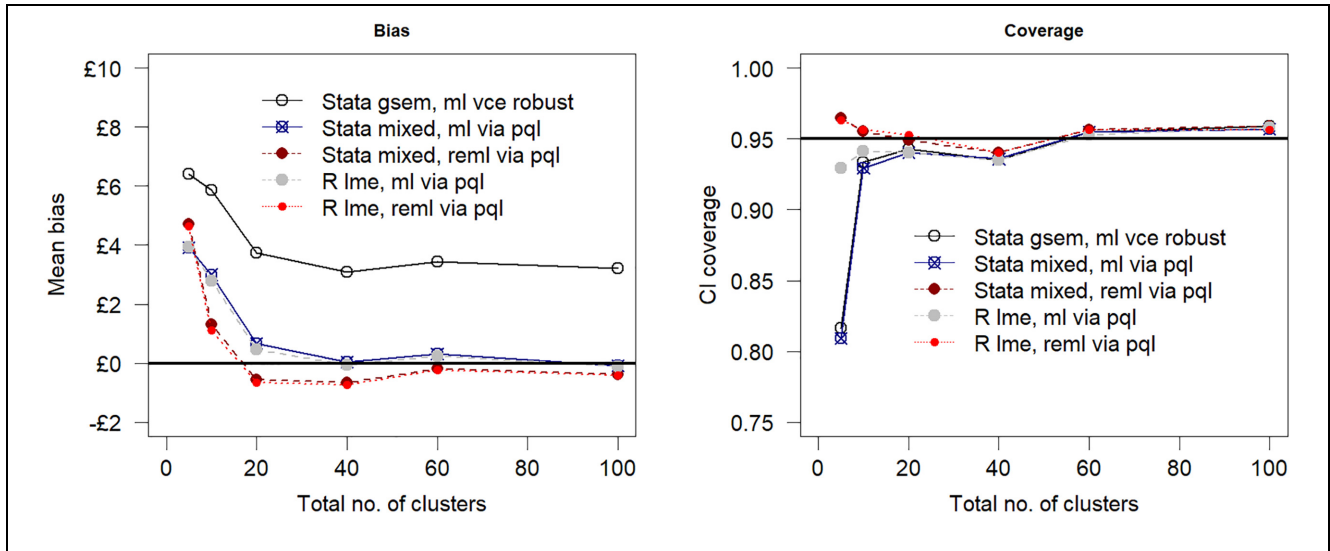 Bias
£10
£8
£6
£4
£2
£0
-£2
Mean bias
Stata gsem, ml vce robust
Stata mixed, ml via pql
Stata mixed, reml via pql
R lme, ml via pql
R lme, reml via pql
0 20 40 60 80 100
Total no. of clusters
Coverage
1.00
0.95
0.90
0.85
0.80
0.75
CI coverage
Stata gsem, ml vce robust
Stata mixed, ml via pql
Stata mixed, reml via pql
R lme, ml via pql
R lme, reml via pql
0 20 40 60 80 100
Total no. of clusters